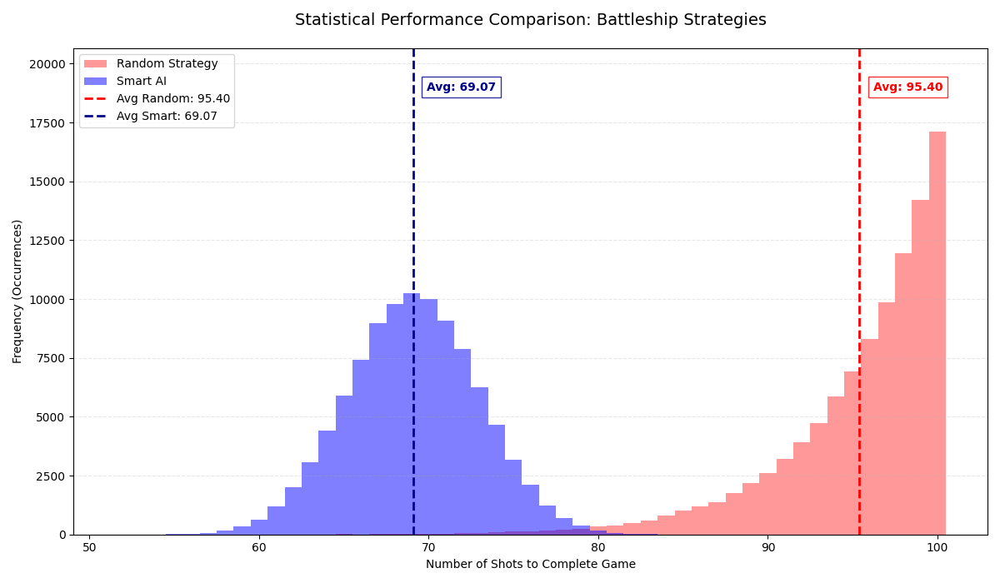 Statistical Performance Comparison: Battleship Strategies
Random Strategy
Smart AI
Avg Random: 95.40
Avg Smart: 69.07
Avg: 69.07
Avg: 95.40
20000
17500
15000
12500
10000
7500
5000
2500
0
Frequency (Occurrences)
50 60 70 80 90 100
Number of Shots to Complete Game